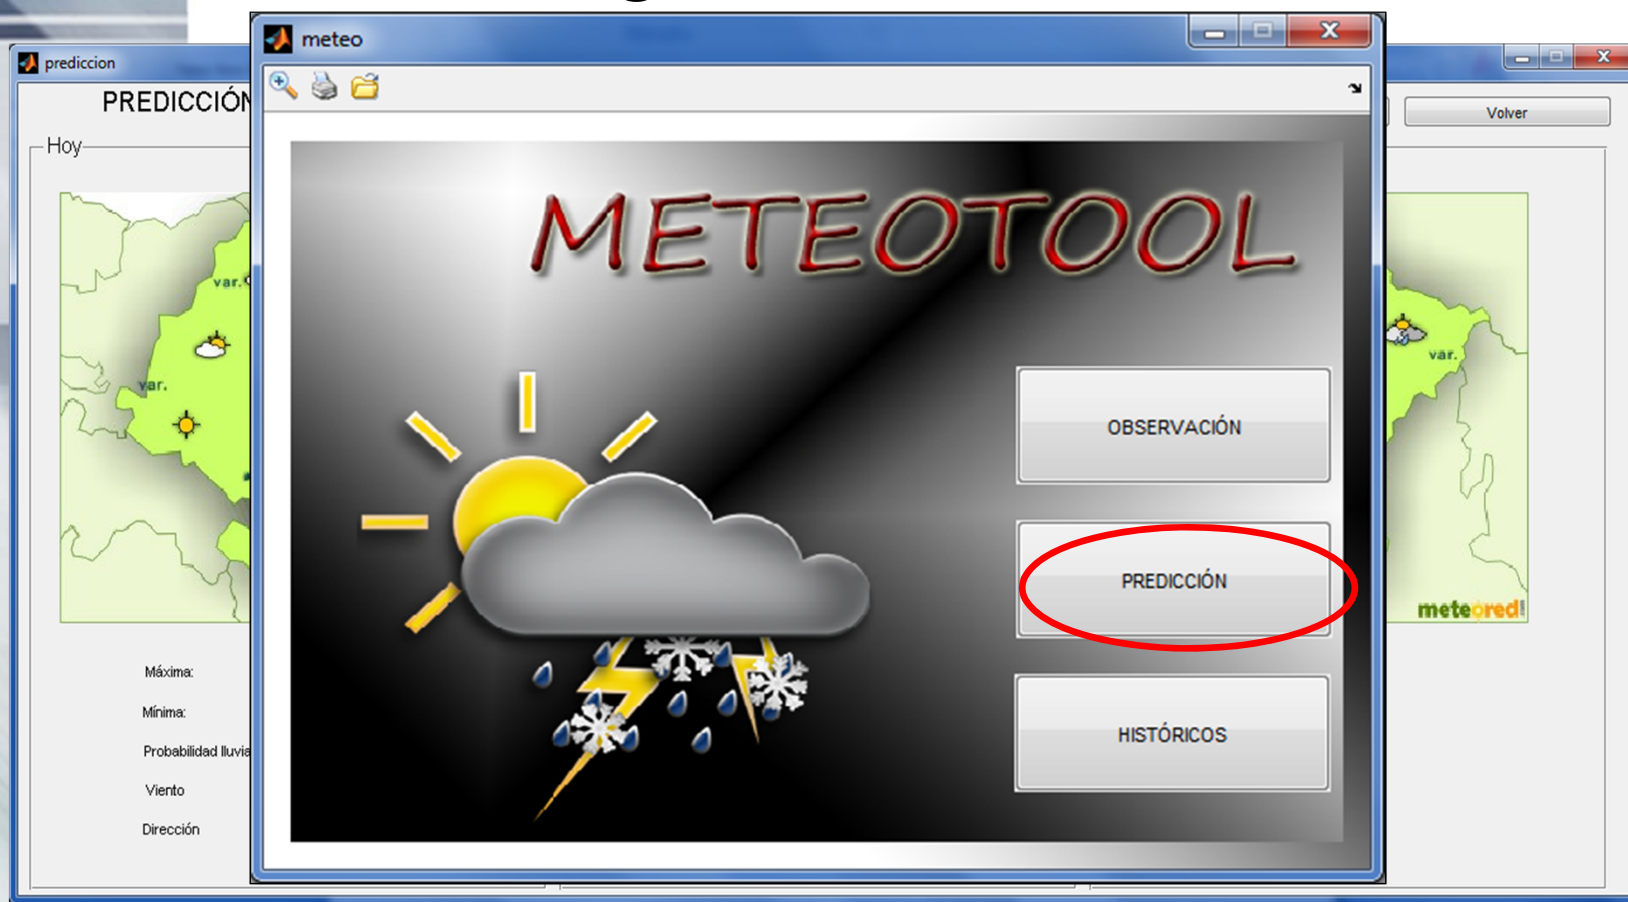 meteo
prediccion
PREDICCIÓN
Volver
Hoy
METEOTOOL
var.
var.
var.
OBSERVACIÓN
PREDICCIÓN
meteored
Máxima:
Mínima:
Probabilidad lluvia
HISTÓRICOS
Viento
Dirección